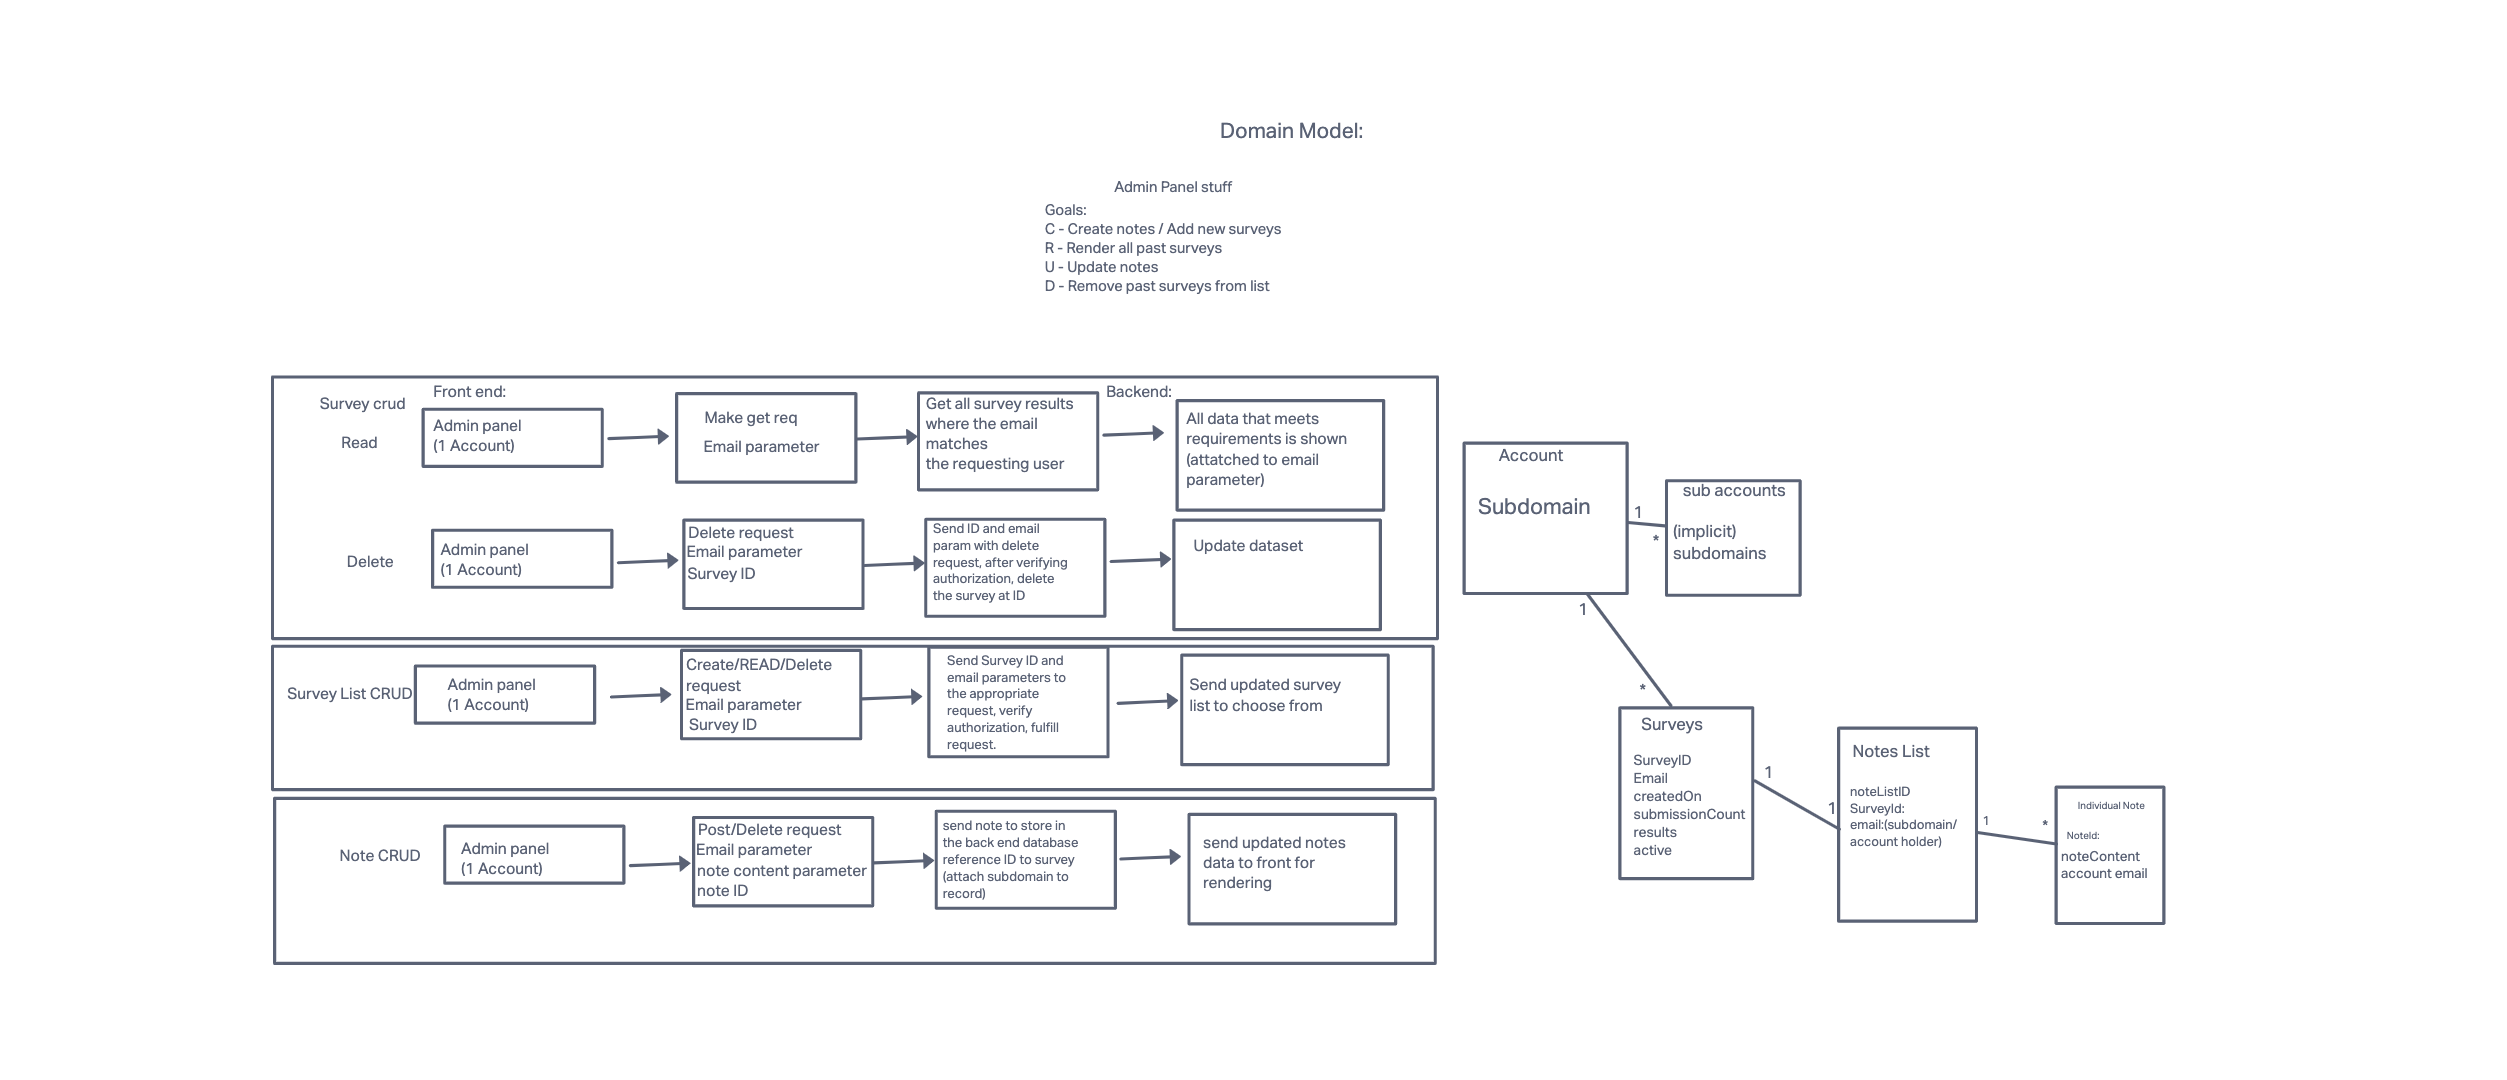 Domain Model:
Admin Panel stuff
Goals:
C - Create notes / Add new surveys
R - Render all past surveys
U - Update notes
D - Remove past surveys from list
Survey crud
Front end:
Backend:
Read
Admin panel
(1 Account)
Make get req
Email parameter
Get all survey results
where the email
matches
the requesting user
All data that meets
requirements is shown
(attatched to email
parameter)
Delete
Admin panel
(1 Account)
Delete request
Email parameter
Survey ID
Send ID and email
param with delete
request, after verifying
authorization, delete
the survey at ID
Update dataset
Survey List CRUD
Admin panel
(1 Account)
Create/READ/Delete
request
Email parameter
Survey ID
Send Survey ID and
email parameters to
the appropriate
request, verify
authorization, fulfill
request.
Send updated survey
list to choose from
Note CRUD
Admin panel
(1 Account)
Post/Delete request
Email parameter
note content parameter
note ID
send note to store in
the back end database
reference ID to survey
(attach subdomain to
record)
send updated notes
data to front for
rendering
Account
Subdomain
1
*
sub accounts
(implicit)
subdomains
1
*
Surveys
SurveyID
Email
createdOn
submissionCount
results
active
1
1
Notes List
noteListID
SurveyId:
email:(subdomain/
account holder)
1
*
Individual Note
NoteId:
noteContent
account email